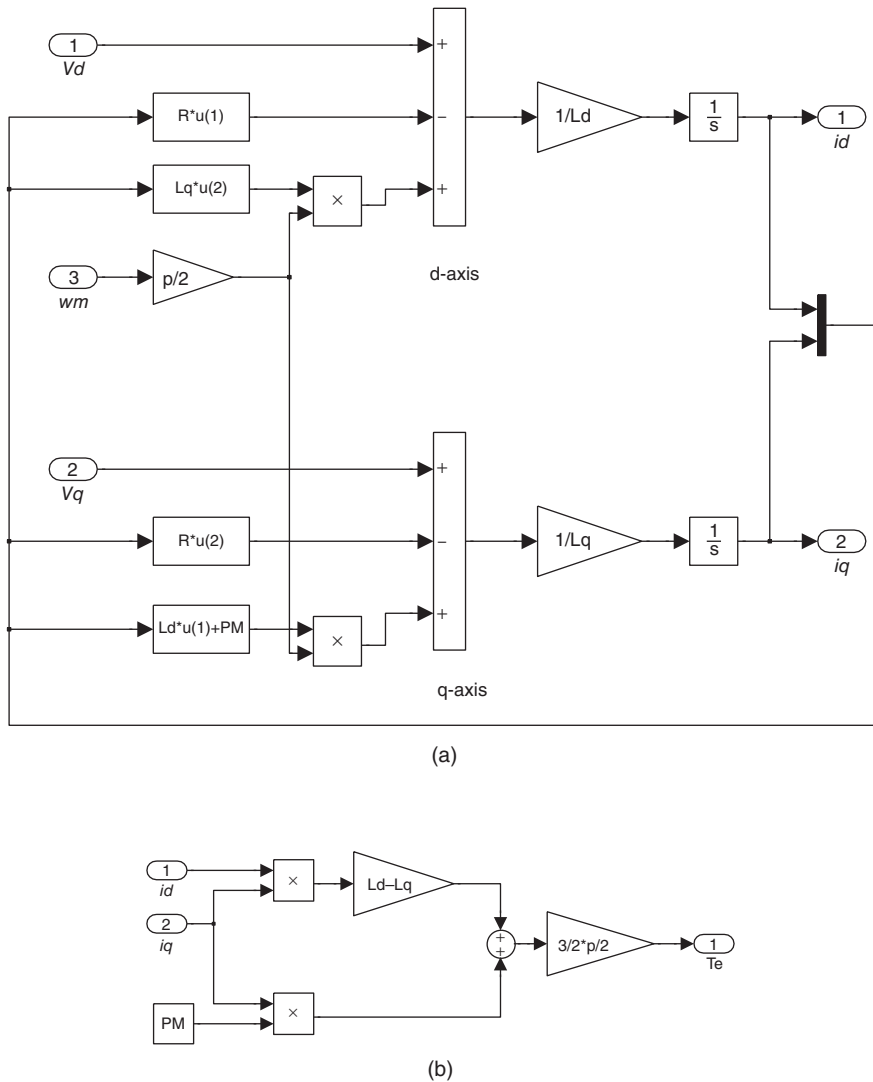 1
Vd
+
R*u(1)
−
1/Ld
1
s
1
id
Lq*u(2)
×
+
3
wm
p/2
d-axis
2
Vq
+
R*u(2)
−
1/Lq
1
s
2
iq
Ld*u(1)+PM
×
+
q-axis
(a)
1
id
×
Ld–Lq
2
iq
+
+
3/2*p/2
1
Te
PM
×
(b)